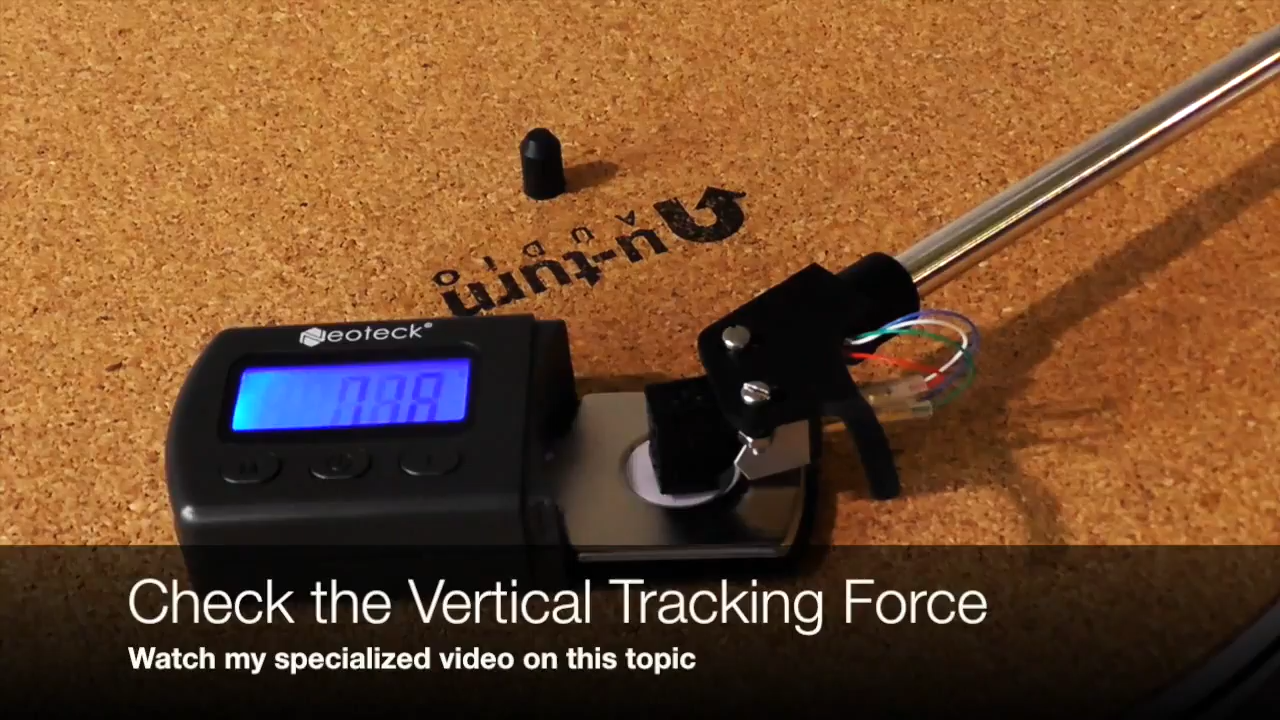 u-turn
AUDIO
Neoteck®
Check the Vertical Tracking Force
Watch my specialized video on this topic